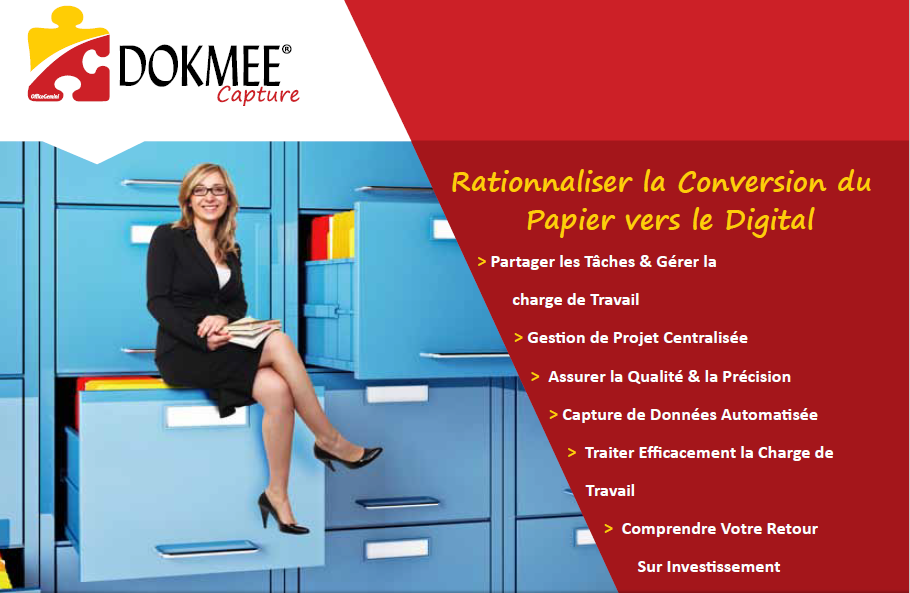 DOKMEE®
Capture
OfficeGemini
Rationnaliser la Conversion du
Papier vers le Digital
> Partager les Tâches & Gérer la
charge de Travail
> Gestion de Projet Centralisée
> Assurer la Qualité & la Précision
> Capture de Données Automatisée
> Traiter Efficacement la Charge de
Travail
> Comprendre Votre Retour
Sur Investissement